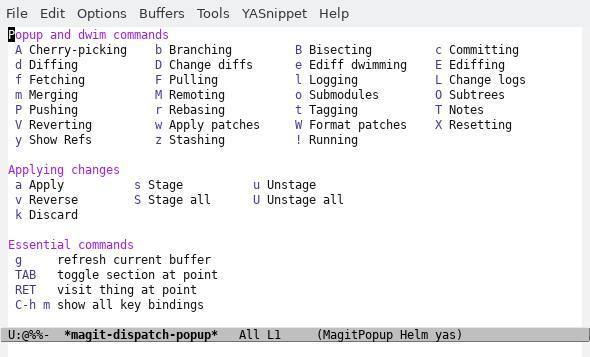 File Edit Options Buffers Tools YASnippet Help
Popup and dwim commands
A Cherry-picking b Branching B Bisecting c Committing
d Diffing D Change diffs e Ediff dwimming E Ediffing
f Fetching F Pulling l Logging L Change logs
m Merging M Remoting o Submodules O Subtrees
P Pushing r Rebasing t Tagging T Notes
V Reverting w Apply patches W Format patches X Resetting
y Show Refs z Stashing ! Running
Applying changes
a Apply s Stage u Unstage
v Reverse S Stage all U Unstage all
k Discard
Essential commands
g refresh current buffer
TAB toggle section at point
RET visit thing at point
C-h m show all key bindings
U:@%%- *magit-dispatch-popup* All L1 (MagitPopup Helm yas)